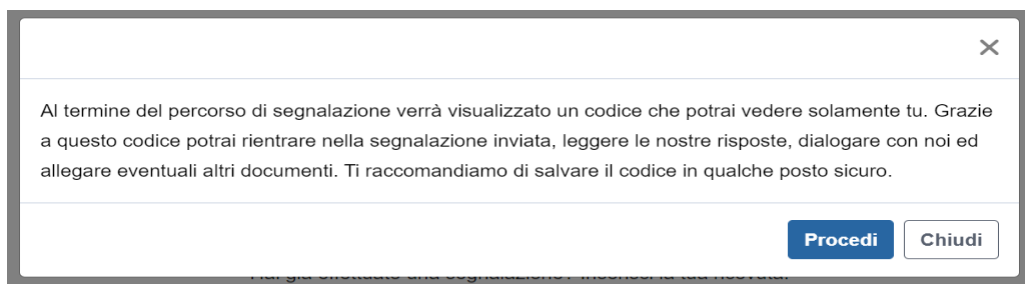 Al termine del percorso di segnalazione verrà visualizzato un codice che potrai vedere solamente tu. Grazie
a questo codice potrai rientrare nella segnalazione inviata, leggere le nostre risposte, dialogare con noi ed
allegare eventuali altri documenti. Ti raccomandiamo di salvare il codice in qualche posto sicuro.
Procedi
Chiudi